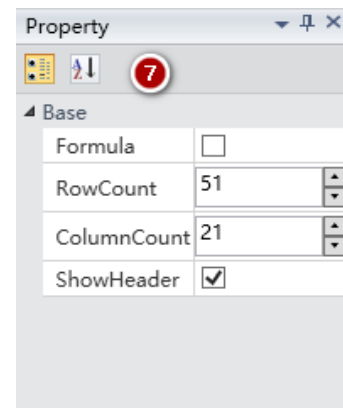 Property
7
Base
Formula
RowCount 51
ColumnCount 21
ShowHeader